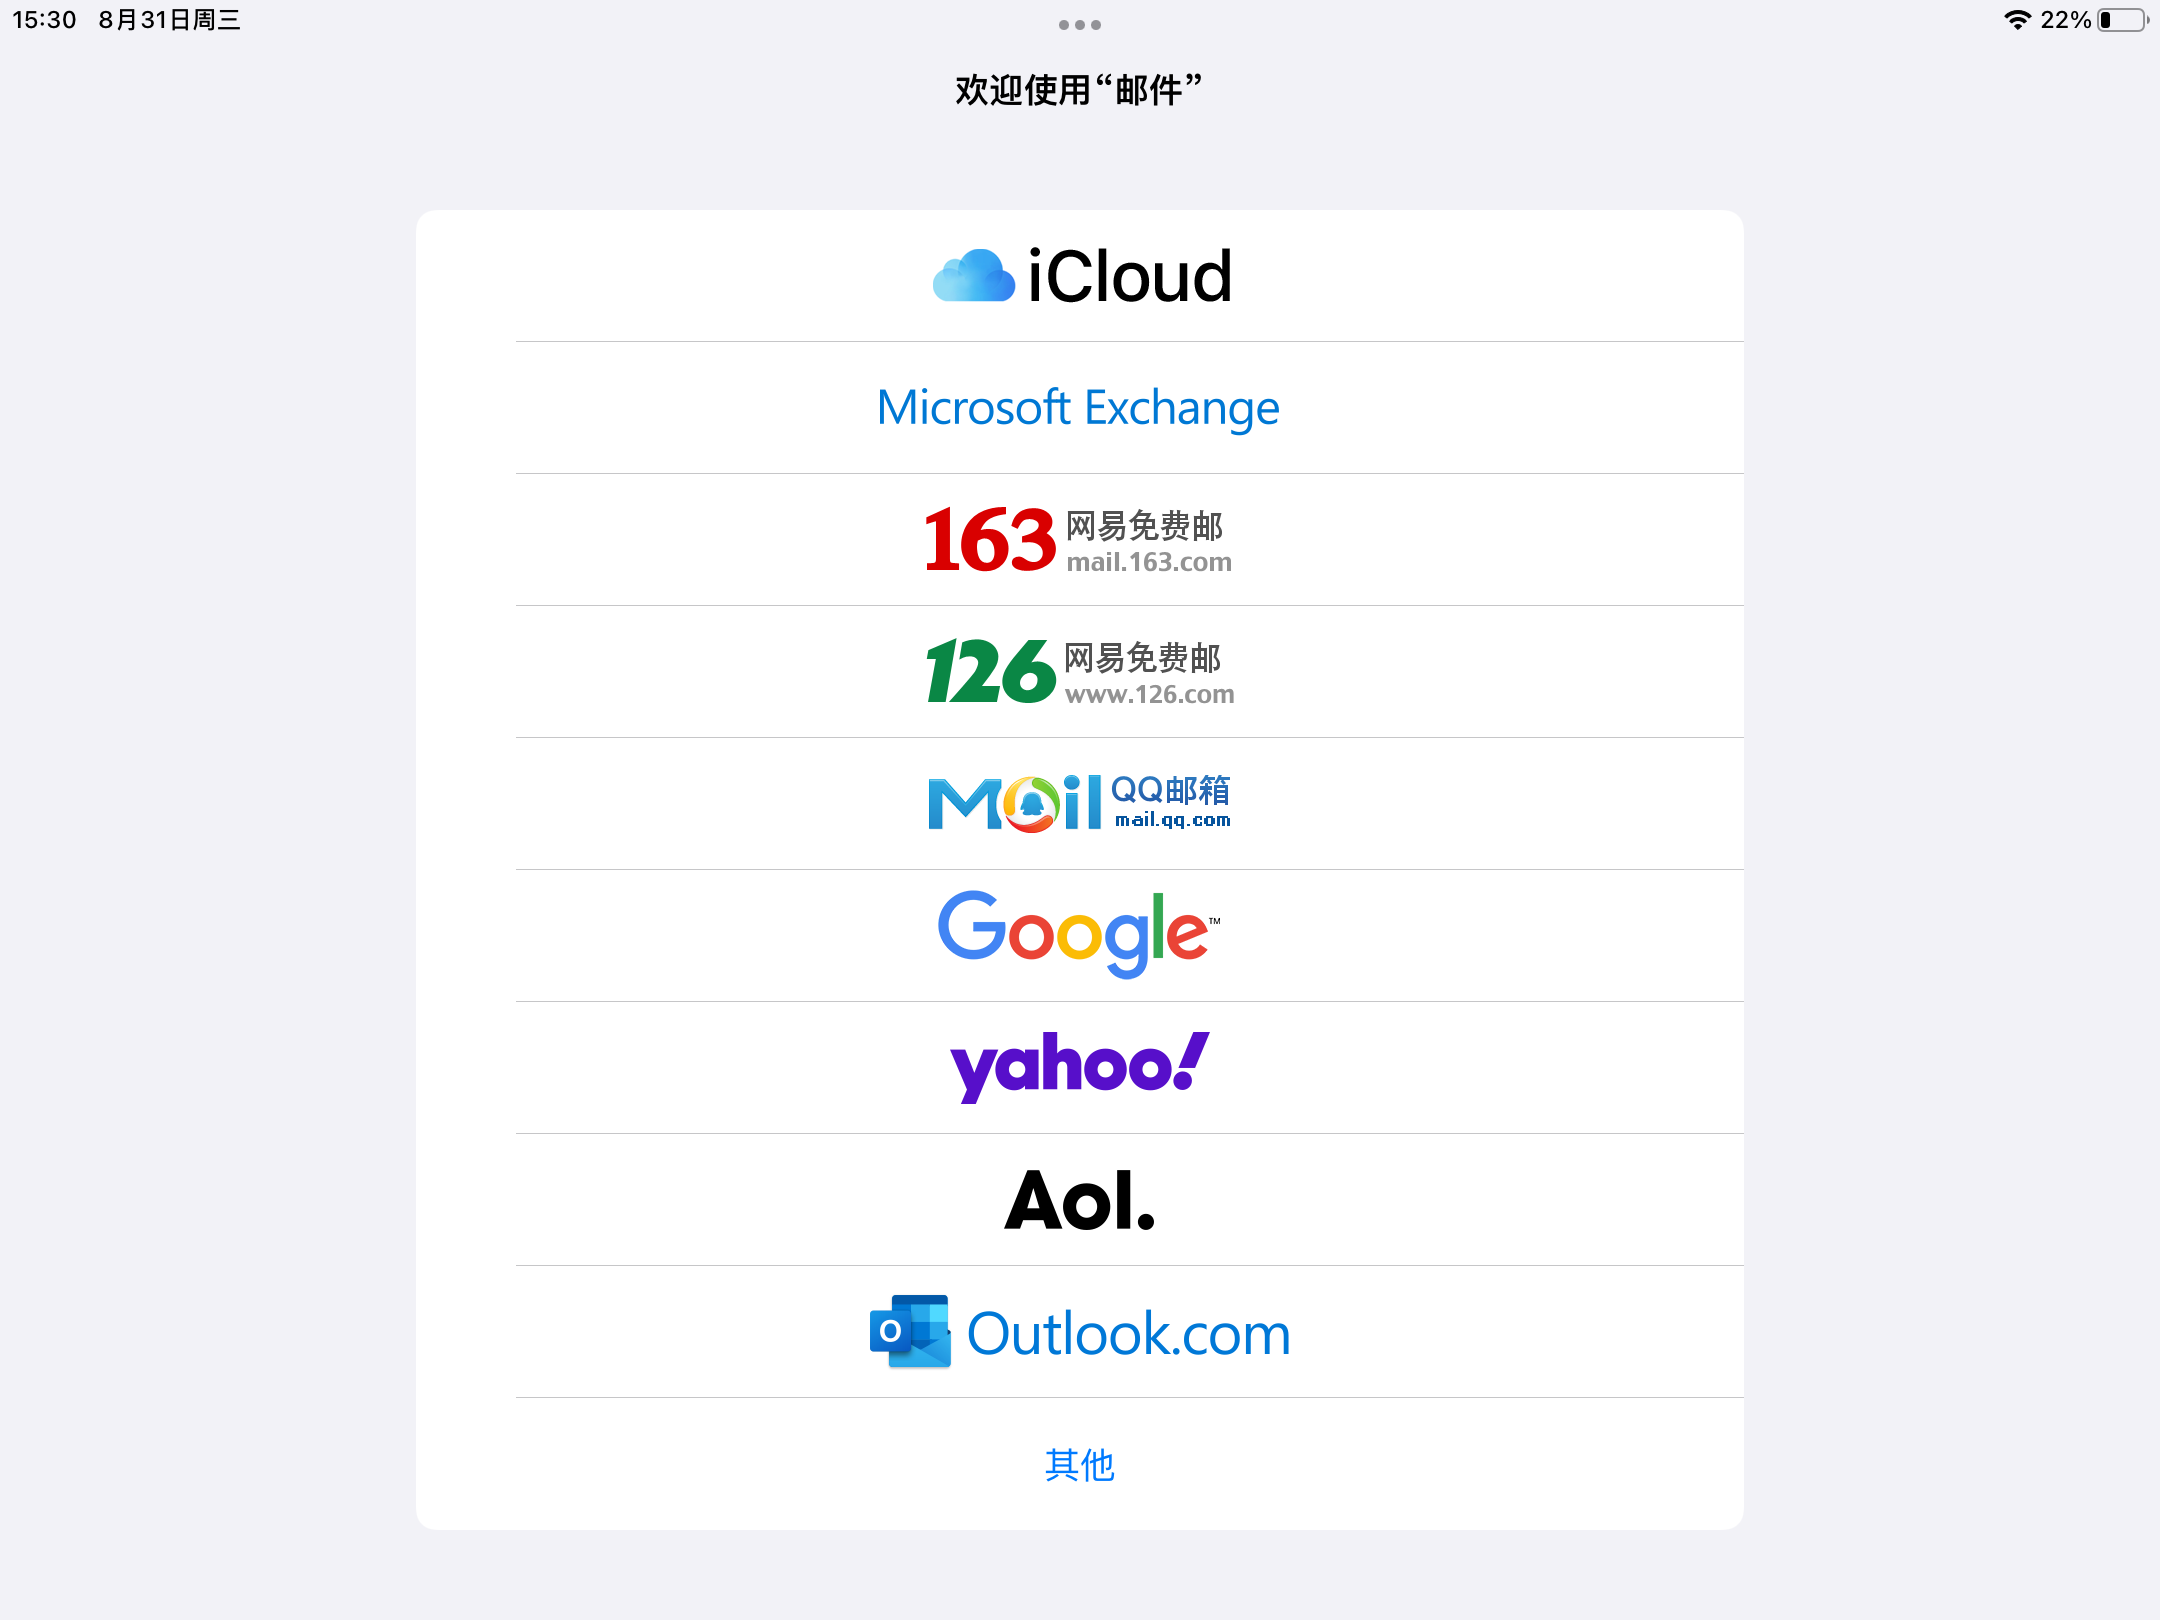 15:30 8月31日周三
22%
欢迎使用“邮件”
iCloud
Microsoft Exchange
163 网易免费邮
mail.163.com
126 网易免费邮
www.126.com
Mail QQ邮箱
mail.qq.com
Google™
yahoo!
Aol.
Outlook.com
其他